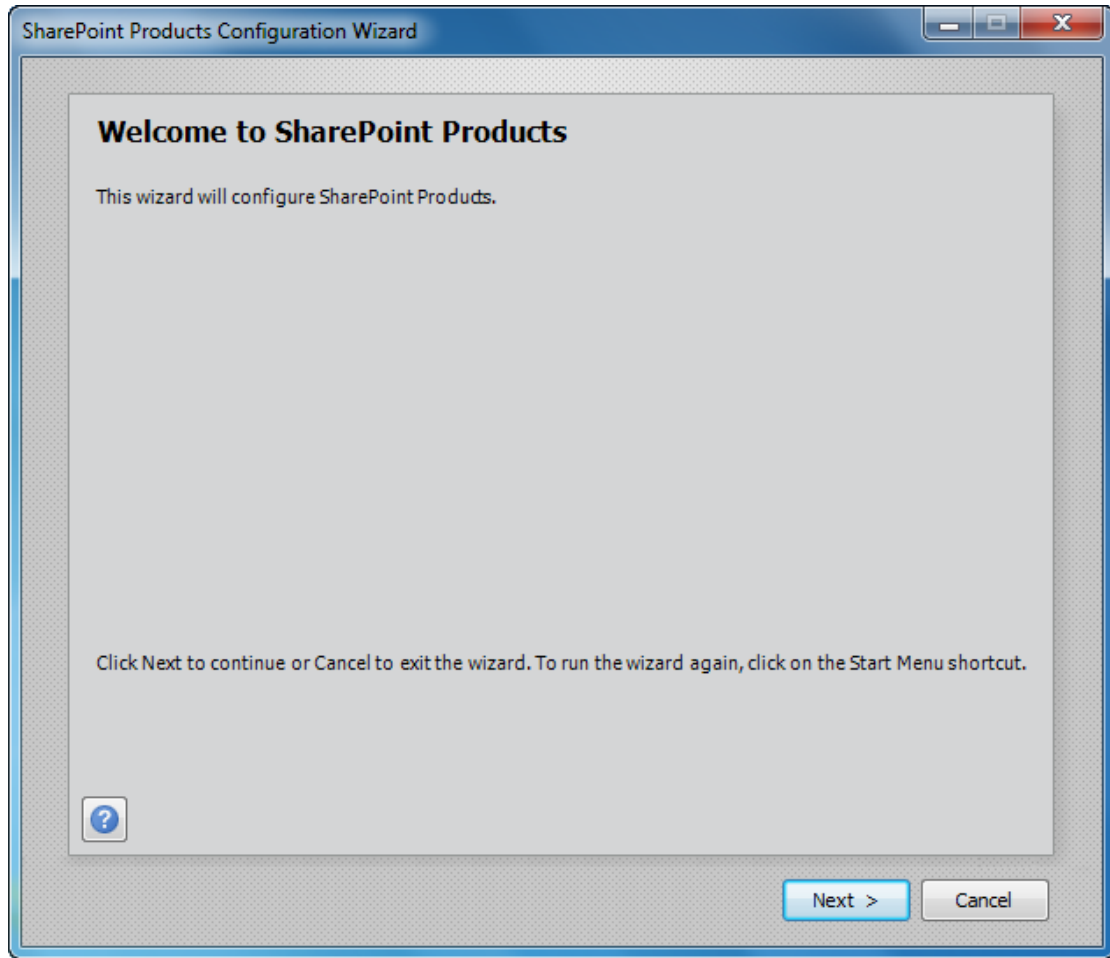 SharePoint Products Configuration Wizard
Welcome to SharePoint Products
This wizard will configure SharePoint Products.
Click Next to continue or Cancel to exit the wizard. To run the wizard again, click on the Start Menu shortcut.
?
Next >
Cancel